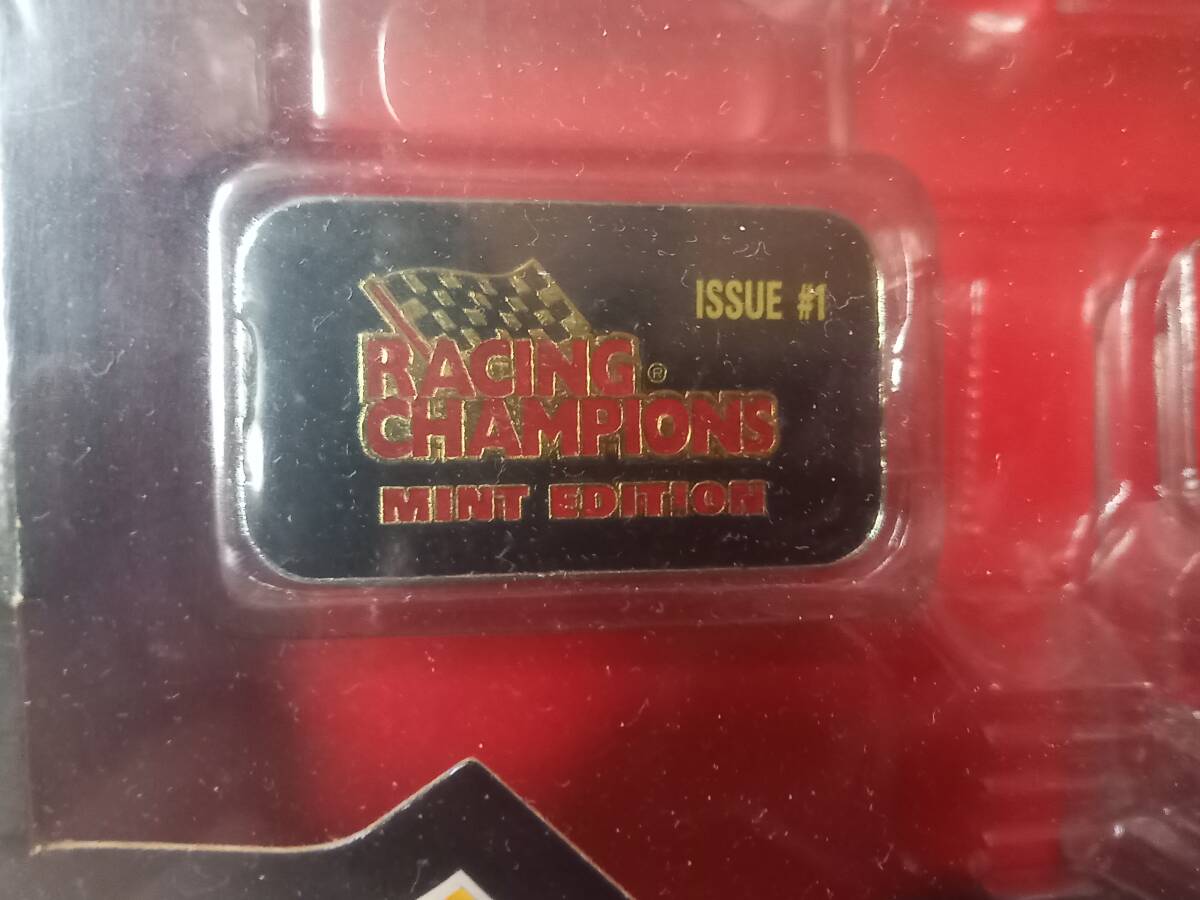 ISSUE #1
RACING ®
CHAMPIONS
MINT EDITION